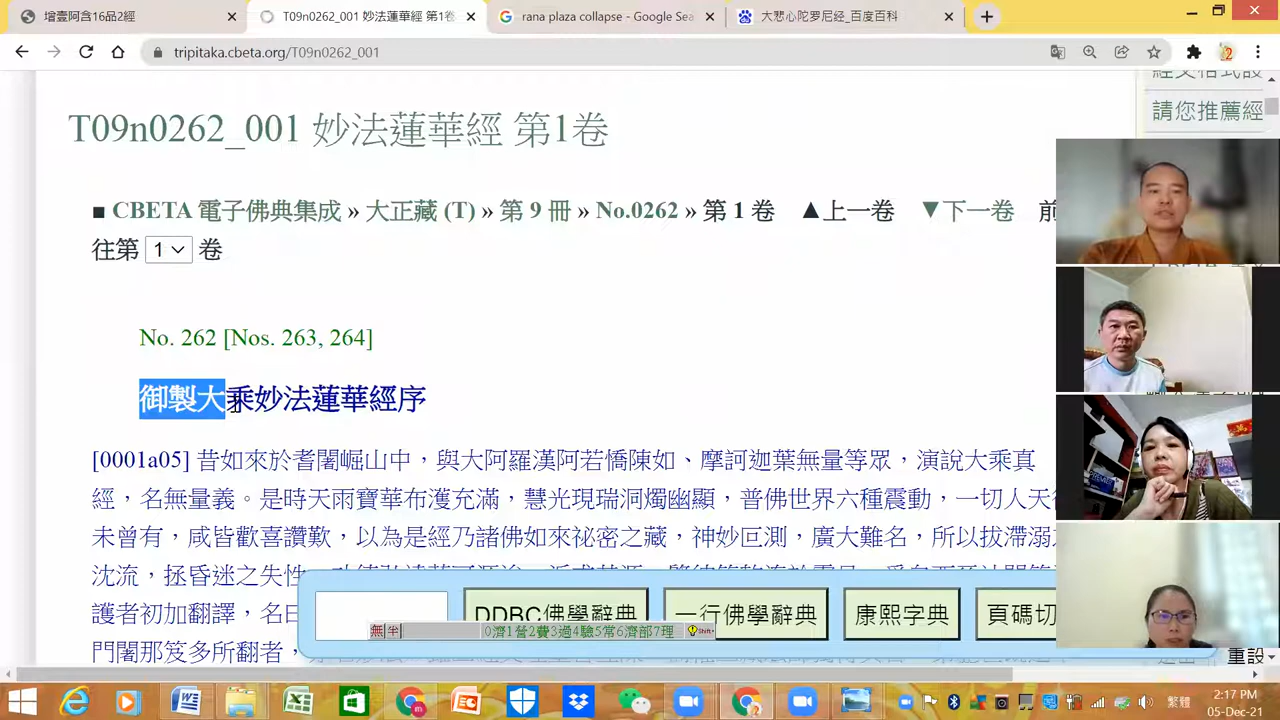 增壹阿含16品2經
T09n0262_001 妙法蓮華經 第1卷
rana plaza collapse - Google Sea
大悲心陀罗尼经_百度百科
tripitaka.cbeta.org/T09n0262_001
請您推薦經
T09n0262_001 妙法蓮華經 第1卷
■ CBETA 電子佛典集成 » 大正藏 (T) » 第 9 冊 » No.0262 » 第 1 卷 ▲上一卷 ▼下一卷 前
往第 1 卷
No. 262 [Nos. 263, 264]
御製大乘妙法蓮華經序
[0001a05] 昔如來於耆闍崛山中，與大阿羅漢阿若憍陳如、摩訶迦葉無量等眾，演說大乘真
經，名無量義。是時天雨寶華布濩充滿，慧光現瑞洞燭幽顯，普佛世界六種震動，一切人天
未曾有，咸皆歡喜讚歎，以為是經乃諸佛如來祕密之藏，神妙叵測，廣大難名，所以拔滯溺
沈流，拯昏迷之失性
護者初加翻譯，名曰
門闍那笈多所翻者，
DDBC佛學辭典 一行佛學辭典 康熙字典 頁碼切
無[半] 0濟1督2費3過4驗5常6濟部7理 Shift
重設
繁體
2:17 PM
05-Dec-21